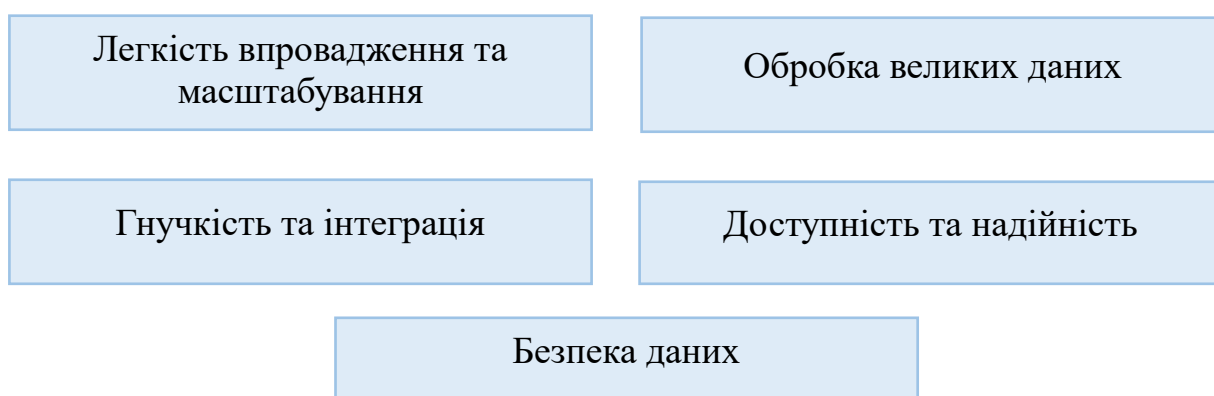 Легкість впровадження та
масштабування
Обробка великих даних
Гнучкість та інтеграція
Доступність та надійність
Безпека даних